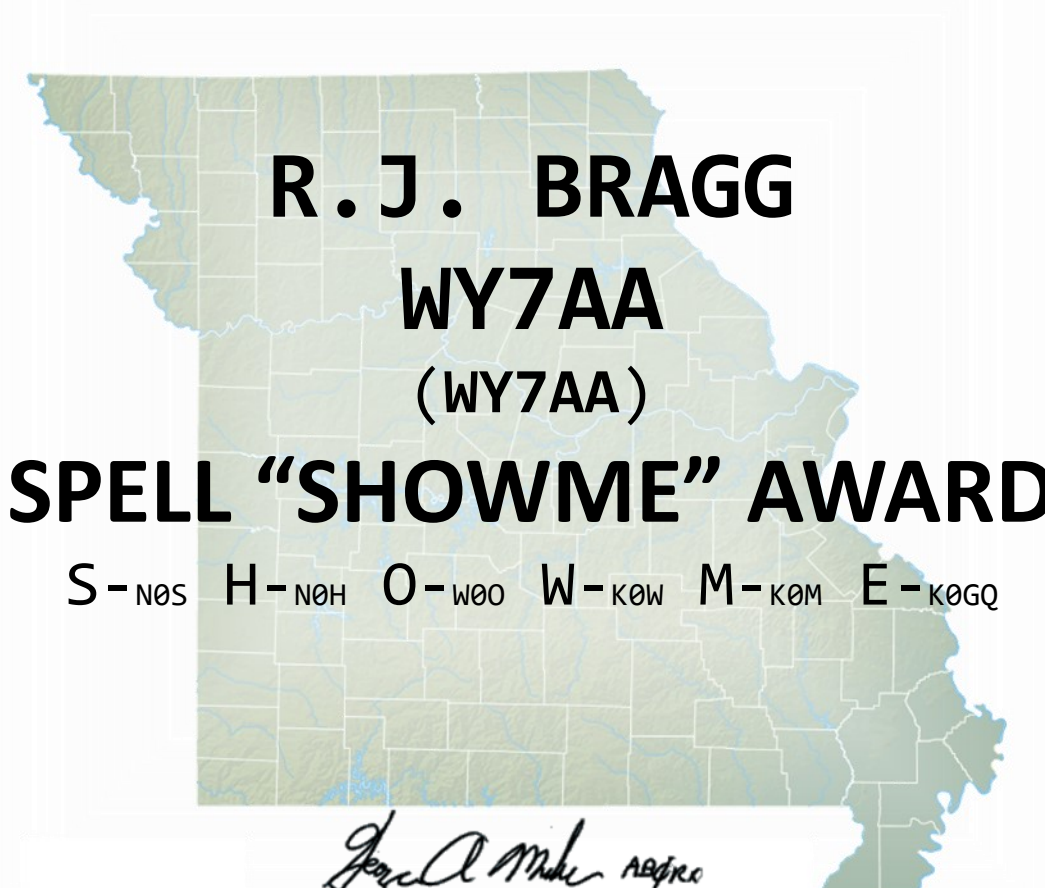 R.J. BRAGG
WY7AA
(WY7AA)
SPELL “SHOWME” AWARD
S-N0S H-N0H O-W0O W-K0W M-K0M E-K0GQ